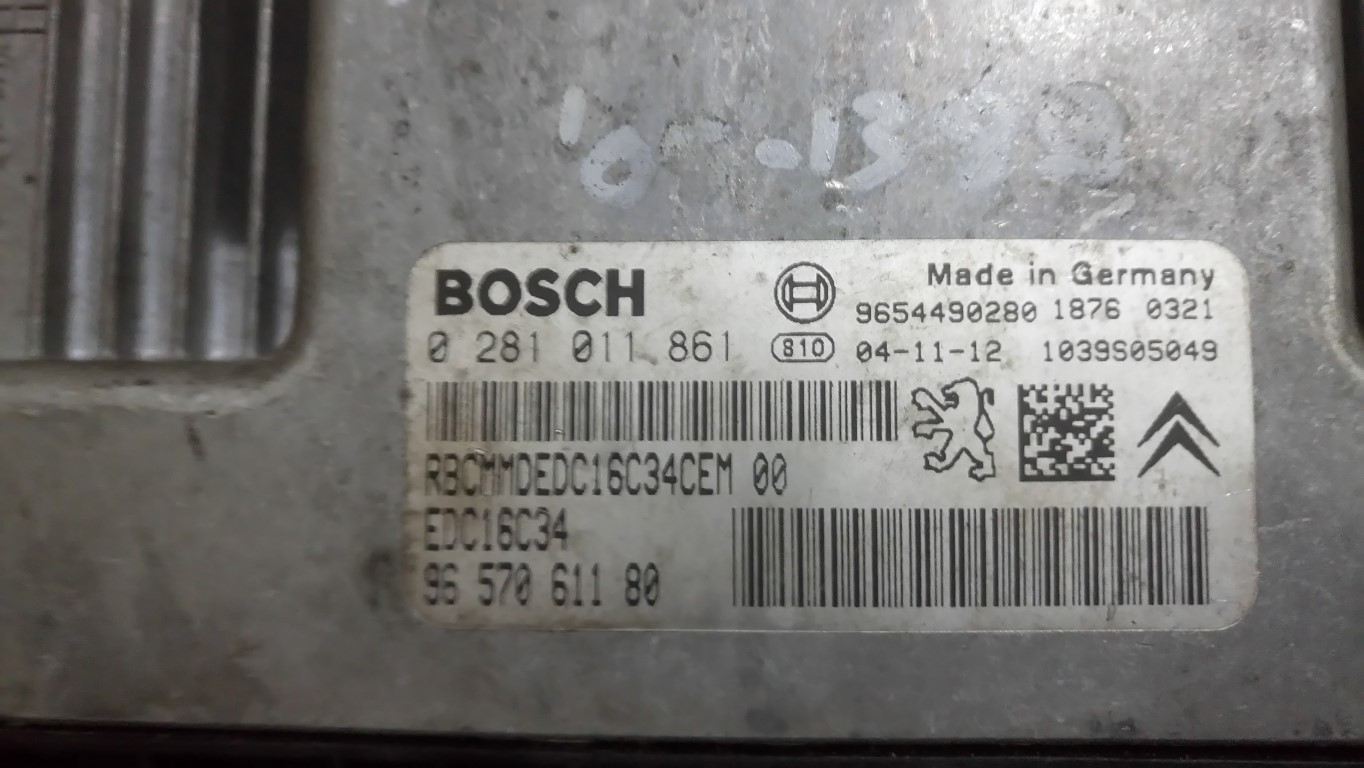 BOSCH
Made in Germany
9654490280 1876 0321
0 281 011 861
810 04-11-12 1039S05049
RBCMMDEDC16C34CEM 00
EDC16C34
96 570 611 80